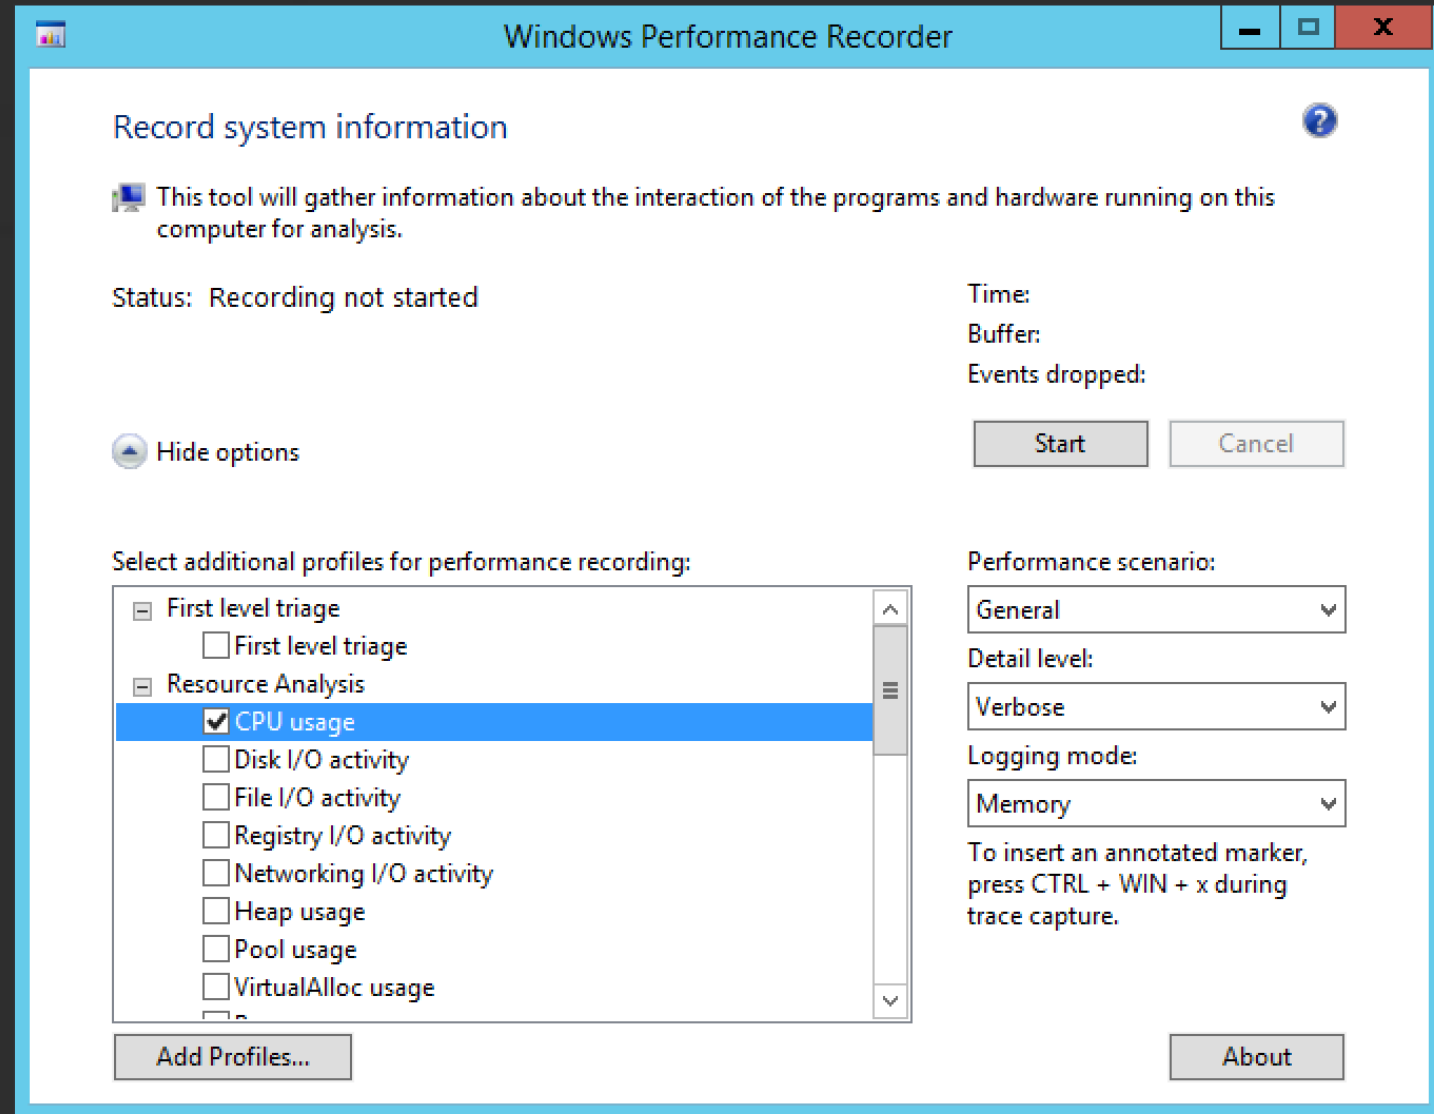 Windows Performance Recorder
Record system information
This tool will gather information about the interaction of the programs and hardware running on this
computer for analysis.
Status: Recording not started
Time:
Buffer:
Events dropped:
Hide options
Start
Cancel
Select additional profiles for performance recording:
First level triage
First level triage
Resource Analysis
CPU usage
Disk I/O activity
File I/O activity
Registry I/O activity
Networking I/O activity
Heap usage
Pool usage
VirtualAlloc usage
Add Profiles...
Performance scenario:
General
Detail level:
Verbose
Logging mode:
Memory
To insert an annotated marker,
press CTRL + WIN + x during
trace capture.
About